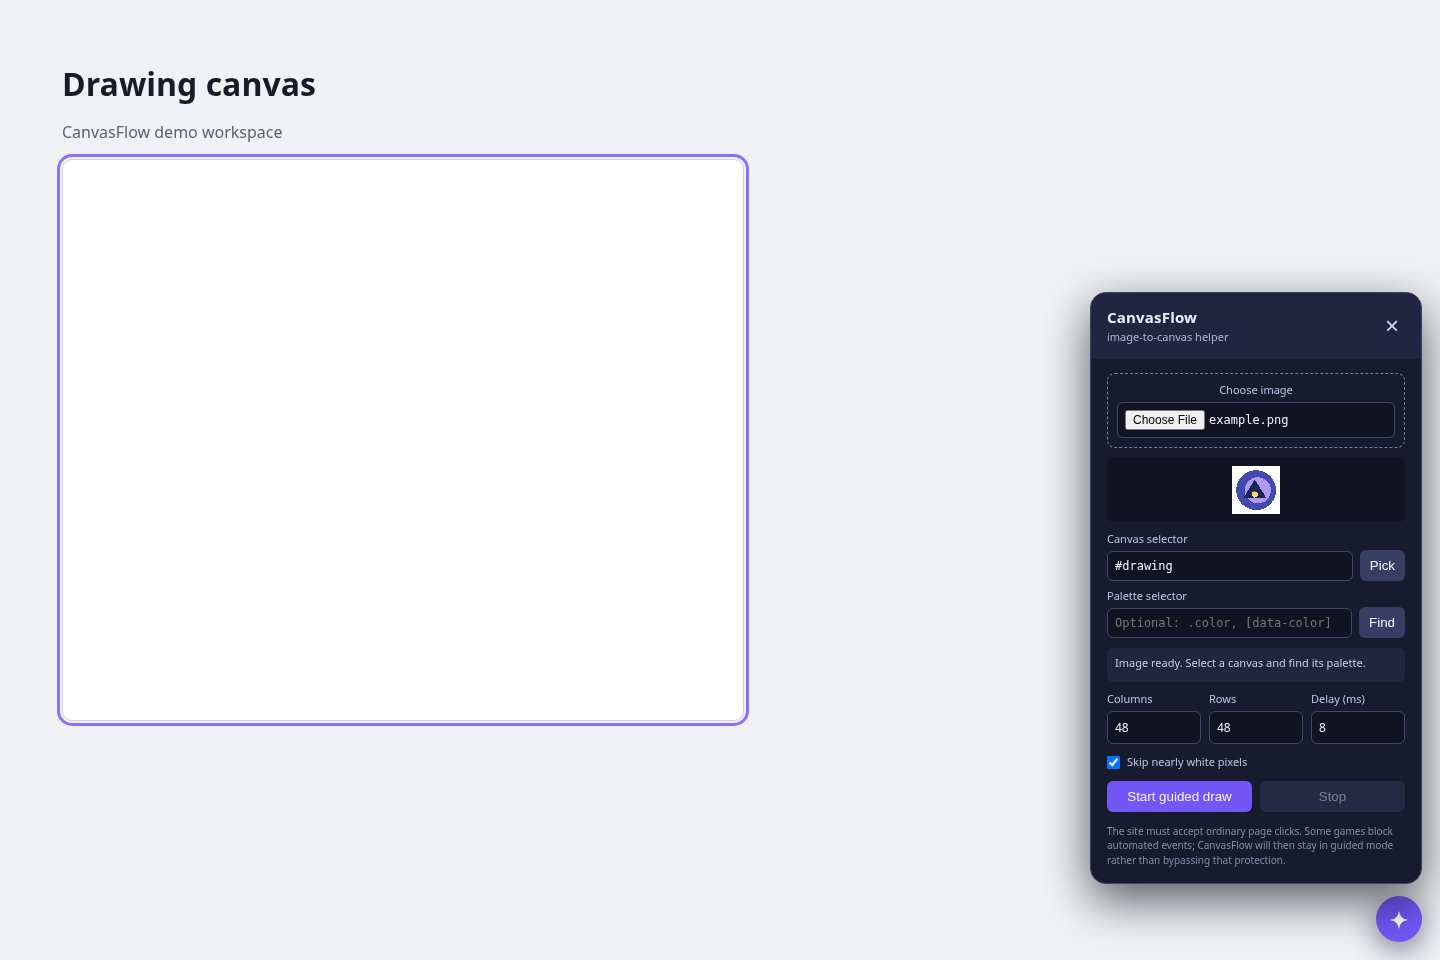 Drawing canvas
CanvasFlow demo workspace
CanvasFlow
image-to-canvas helper
Choose image
Choose File example.png
Canvas selector
#drawing
Pick
Palette selector
Optional: .color, [data-color]
Find
Image ready. Select a canvas and find its palette.
Columns Rows Delay (ms)
48 48 8
Skip nearly white pixels
Start guided draw Stop
The site must accept ordinary page clicks. Some games block
automated events; CanvasFlow will then stay in guided mode
rather than bypassing that protection.